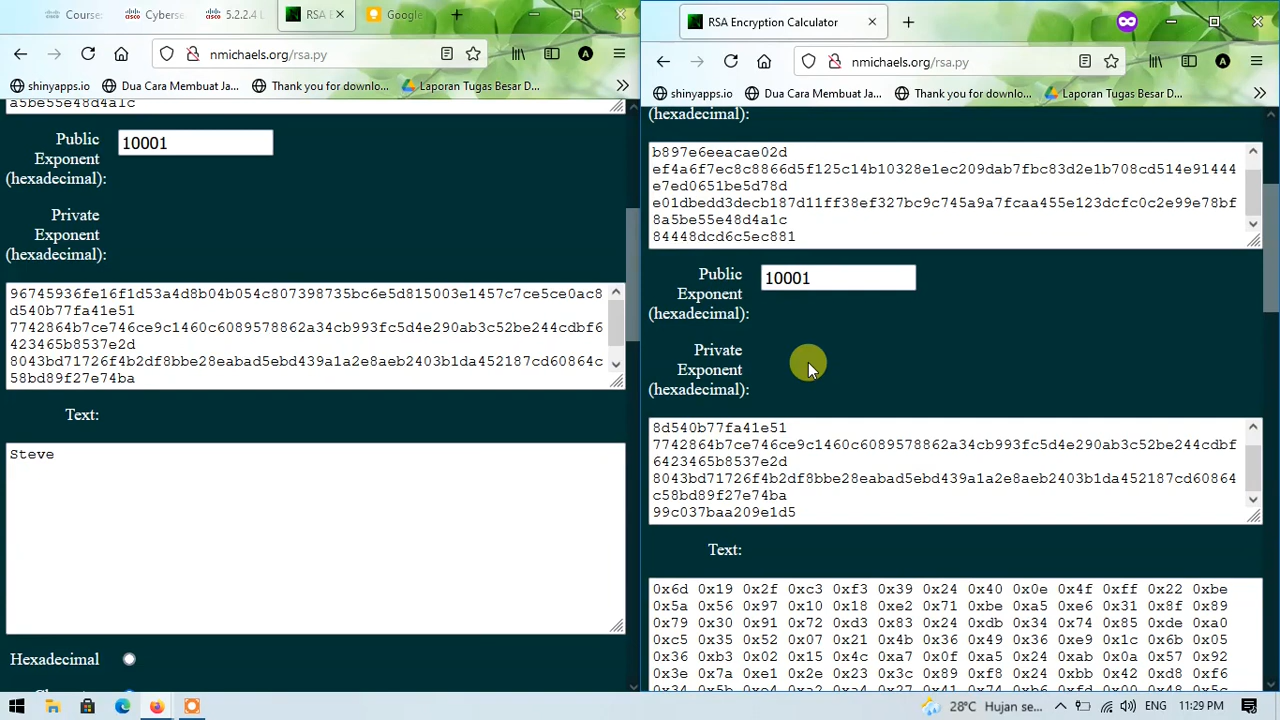 Course:
Cyberse
5.2.2.4 L
RSA E
Google
nmichaels.org/rsa.py
shinyapps.io
Dua Cara Membuat Ja...
Thank you for downlo...
Laporan Tugas Besar D...
a5be55e48d4a1c
Public
Exponent
(hexadecimal):
10001
Private
Exponent
(hexadecimal):
96745936fe16f1d53a4d8b04b054c807398735bc6e5d815003e1457c7ce5ce0ac8
d540b77fa41e51
7742864b7ce746ce9c1460c6089578862a34cb993fc5d4e290ab3c52be244cdbf6
423465b8537e2d
8043bd71726f4b2df8bbe28eabad5ebd439a1a2e8aeb2403b1da452187cd60864c
58bd89f27e74ba
Text:
Steve
Hexadecimal
RSA Encryption Calculator
nmichaels.org/rsa.py
shinyapps.io
Dua Cara Membuat Ja...
Thank you for downlo...
Laporan Tugas Besar D...
(hexadecimal):
b897e6eeacae02d
ef4a6f7ec8c8866d5f125c14b10328e1ec209dab7fbc83d2e1b708cd514e91444
e7ed0651be5d78d
e01dbedd3decb187d11ff38ef327bc9c745a9a7fcaa455e123dcfc0c2e99e78bf
8a5be55e48d4a1c
84448dcd6c5ec881
Public
Exponent
(hexadecimal):
10001
Private
Exponent
(hexadecimal):
8d540b77fa41e51
7742864b7ce746ce9c1460c6089578862a34cb993fc5d4e290ab3c52be244cdbf
6423465b8537e2d
8043bd71726f4b2df8bbe28eabad5ebd439a1a2e8aeb2403b1da452187cd60864
c58bd89f27e74ba
99c037baa209e1d5
Text:
0x6d 0x19 0x2f 0xc3 0xf3 0x39 0x24 0x40 0x0e 0x4f 0xff 0x22 0xbe
0x5a 0x56 0x97 0x10 0x18 0xe2 0x71 0xbe 0xa5 0xe6 0x31 0x8f 0x89
0x79 0x30 0x91 0x72 0xd3 0x83 0x24 0xdb 0x34 0x74 0x85 0xde 0xa0
0xc5 0x35 0x52 0x07 0x21 0x4b 0x36 0x49 0x36 0xe9 0x1c 0x6b 0x05
0x36 0xb3 0x02 0x15 0x4c 0xa7 0x0f 0xa5 0x24 0xab 0x0a 0x57 0x92
0x3e 0x7a 0xe1 0x2e 0x23 0x3c 0x89 0xf8 0x24 0xbb 0x42 0xd8 0xf6
28°C Hujan se...
ENG
11:29 PM